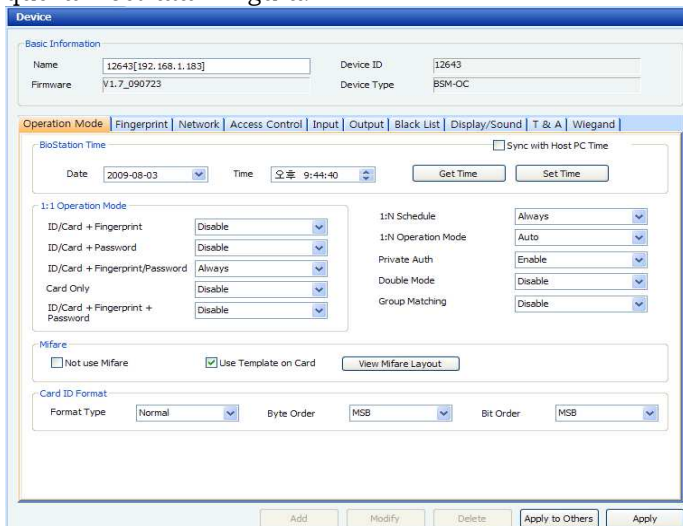 Device
Basic Information
Name 12643[192.168.1.183] Device ID 12643
Firmware V1.7_090723 Device Type BSM-OC
Operation Mode Fingerprint Network Access Control Input Output Black List Display/Sound T & A Wiegand
BioStation Time Sync with Host PC Time
Date 2009-08-03 Time 오후 9:44:40 Get Time Set Time
1:1 Operation Mode
ID/Card + Fingerprint Disable
ID/Card + Password Disable
ID/Card + Fingerprint/Password Always
Card Only Disable
ID/Card + Fingerprint + Password Disable
1:N Schedule Always
1:N Operation Mode Auto
Private Auth Enable
Double Mode Disable
Group Matching Disable
Mifare
Not use Mifare Use Template on Card View Mifare Layout
Card ID Format
Format Type Normal Byte Order MSB Bit Order MSB
Add Modify Delete Apply to Others Apply